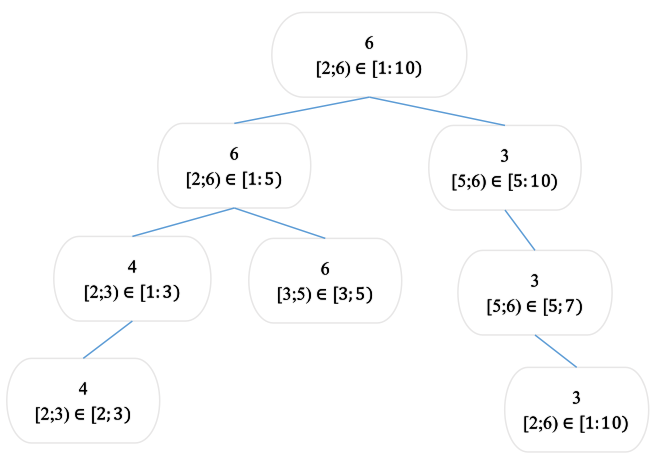 6
[2;6) ∈ [1:10)
6
[2;6) ∈ [1:5)
3
[5;6) ∈ [5:10)
4
[2;3) ∈ [1:3)
6
[3;5) ∈ [3;5)
3
[5;6) ∈ [5;7)
4
[2;3) ∈ [2;3)
3
[2;6) ∈ [1:10)